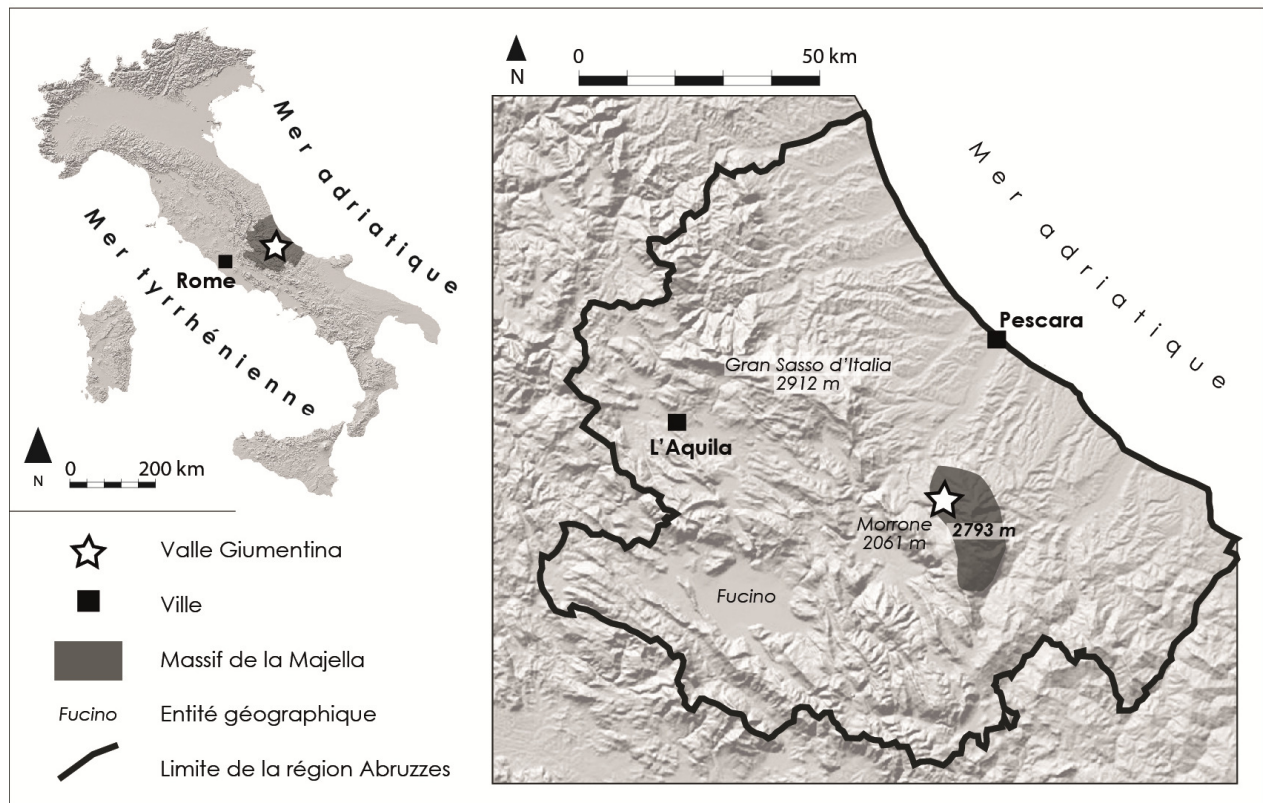 Mer adriatique
Mer tyrrhénienne
Rome
N
0 200 km
Valle Giumentina
Ville
Massif de la Majella
Fucino Entité géographique
Limite de la région Abruzzes
N
0 50 km
Mer adriatique
Pescara
Gran Sasso d'Italia
2912 m
L'Aquila
Morrone
2061 m
2793 m
Fucino